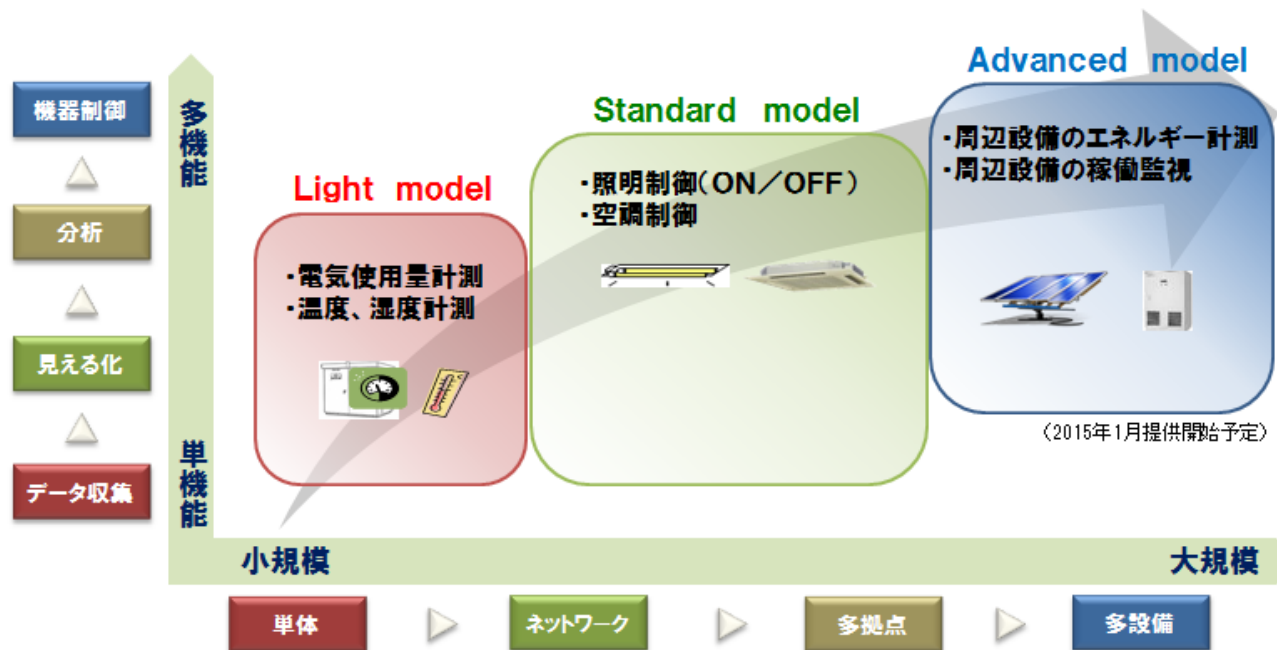 Advanced model
・周辺設備のエネルギー計測
・周辺設備の稼働監視
(2015年1月提供開始予定)
Standard model
・照明制御(ON/OFF)
・空調制御
Light model
・電気使用量計測
・温度、湿度計測
機器制御
分析
見える化
データ収集
多機能
単機能
小規模
大規模
単体
ネットワーク
多拠点
多設備